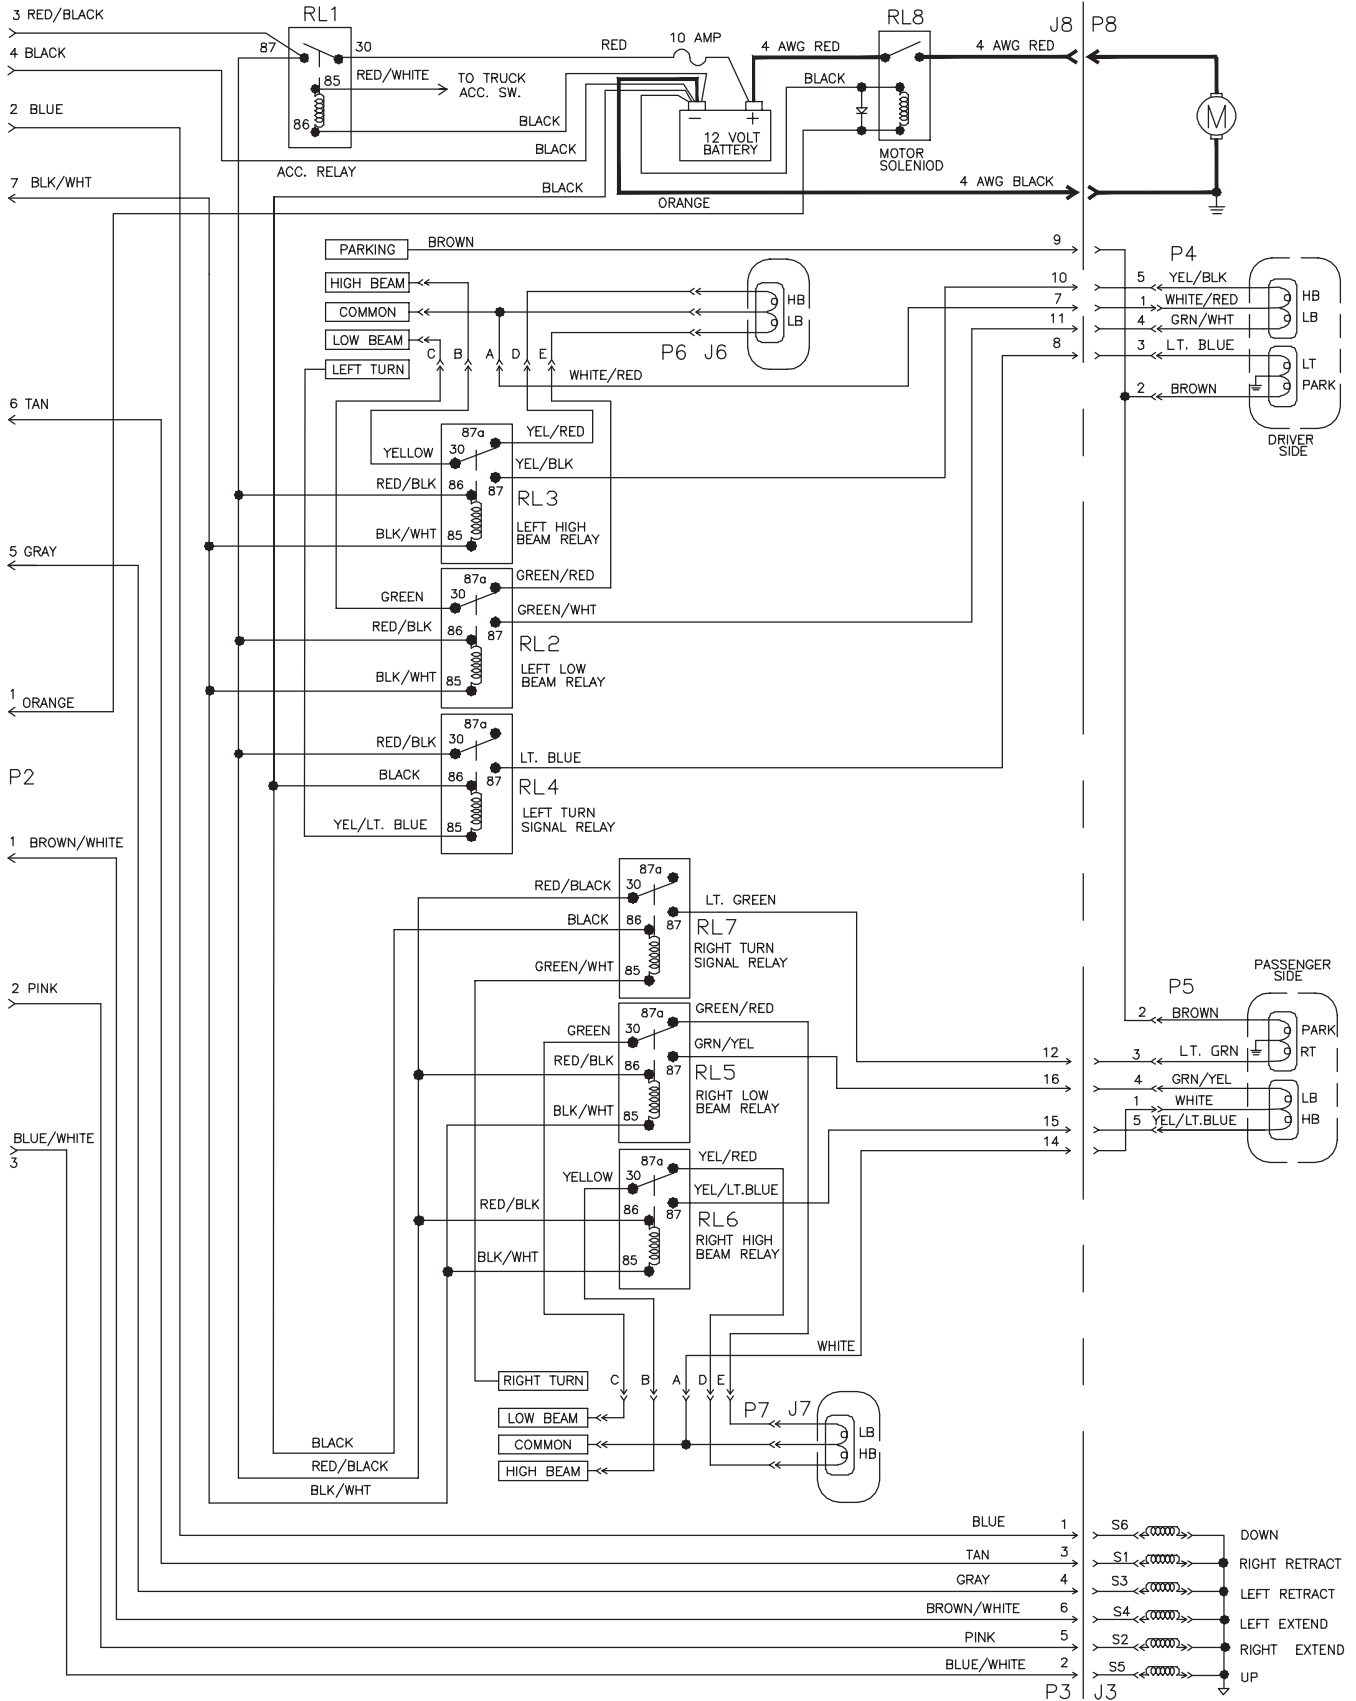 3 RED/BLACK
4 BLACK
2 BLUE
7 BLK/WHT
6 TAN
5 GRAY
1 ORANGE
P2
1 BROWN/WHITE
2 PINK
BLUE/WHITE
3
RL1
87
30
85
86
ACC. RELAY
RED/WHITE
TO TRUCK
ACC. SW.
BLACK
BLACK
BLACK
RED
10 AMP
4 AWG RED
RL8
4 AWG RED
J8
P8
BLACK
− +
12 VOLT
BATTERY
MOTOR
SOLENIOD
M
4 AWG BLACK
ORANGE
PARKING
BROWN
9
HIGH BEAM
COMMON
LOW BEAM
LEFT TURN
C B A D E
HB
LB
P6 J6
WHITE/RED
10
7
11
8
P4
5 YEL/BLK
1 WHITE/RED
4 GRN/WHT
3 LT. BLUE
2 BROWN
HB
LB
LT
PARK
DRIVER
SIDE
YEL/RED
87a
YELLOW
30
YEL/BLK
RED/BLK
86
87
RL3
BLK/WHT
85
LEFT HIGH
BEAM RELAY
87a
GREEN/RED
GREEN
30
GREEN/WHT
RED/BLK
86
87
RL2
BLK/WHT
85
LEFT LOW
BEAM RELAY
87a
RED/BLK
30
LT. BLUE
BLACK
86
87
RL4
YEL/LT. BLUE
85
LEFT TURN
SIGNAL RELAY
87a
RED/BLACK
30
LT. GREEN
BLACK
86
87
RL7
GREEN/WHT
85
RIGHT TURN
SIGNAL RELAY
87a
GREEN/RED
GREEN
30
GRN/YEL
RED/BLK
86
87
RL5
BLK/WHT
85
RIGHT LOW
BEAM RELAY
87a
YEL/RED
YELLOW
30
YEL/LT.BLUE
RED/BLK
86
87
RL6
BLK/WHT
85
RIGHT HIGH
BEAM RELAY
12
16
15
14
PASSENGER
SIDE
P5
2 BROWN
3 LT. GRN
4 GRN/YEL
1 WHITE
5 YEL/LT.BLUE
PARK
RT
LB
HB
WHITE
RIGHT TURN
C B A D E
LOW BEAM
COMMON
HIGH BEAM
P7 J7
LB
HB
BLACK
RED/BLACK
BLK/WHT
BLUE 1 S6 DOWN
TAN 3 S1 RIGHT RETRACT
GRAY 4 S3 LEFT RETRACT
BROWN/WHITE 6 S4 LEFT EXTEND
PINK 5 S2 RIGHT EXTEND
BLUE/WHITE 2 S5 UP
P3 J3